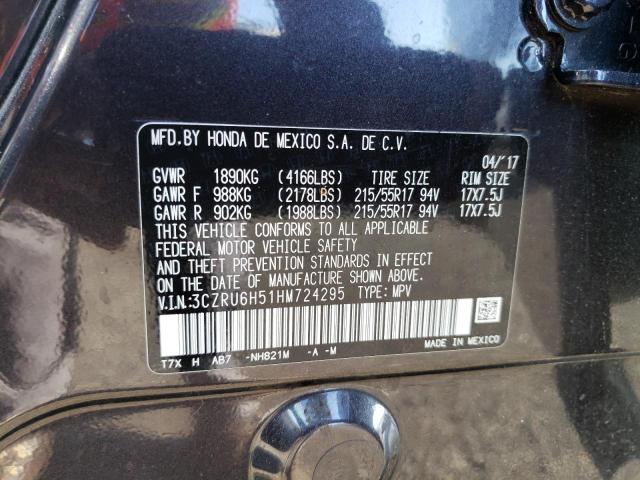 MFD.BY HONDA DE MEXICO S.A. DE C.V.
04/'17
GVWR 1890KG (4166LBS) TIRE SIZE RIM SIZE
GAWR F 988KG (2178LBS) 215/55R17 94V 17X7.5J
GAWR R 902KG (1988LBS) 215/55R17 94V 17X7.5J
THIS VEHICLE CONFORMS TO ALL APPLICABLE
FEDERAL MOTOR VEHICLE SAFETY
AND THEFT PREVENTION STANDARDS IN EFFECT
ON THE DATE OF MANUFACTURE SHOWN ABOVE.
V.I.N:3CZRU6H51HM724295 TYPE: MPV
T7X H AB7 -NH821M -A -M
MADE IN MEXICO